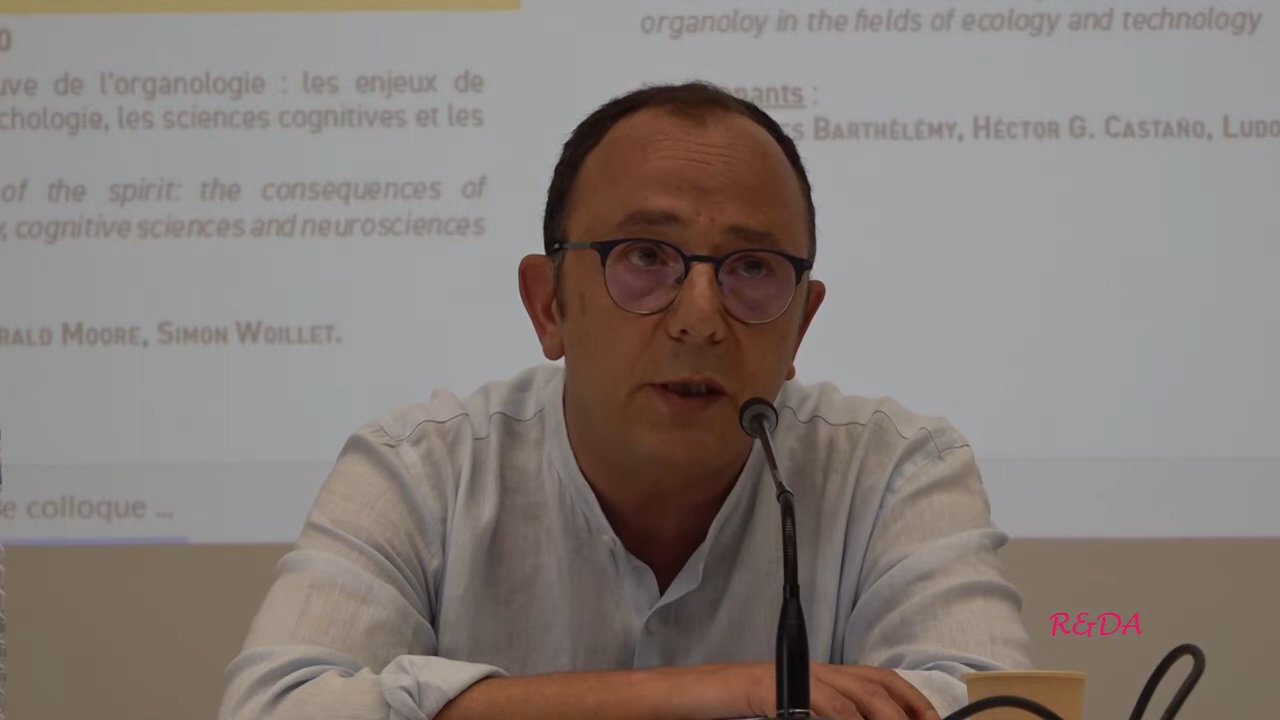 uve de l'organologie : les enjeux de
chologie, les sciences cognitives et les
of the spirit: the consequences of
, cognitive sciences and neurosciences
RALD MOORE, SIMON WOILLET.
e colloque ...
organoloy in the fields of ecology and technology
nants :
BARTHÉLÉMY, HÉCTOR G. CASTAÑO, LUDO
R&DA